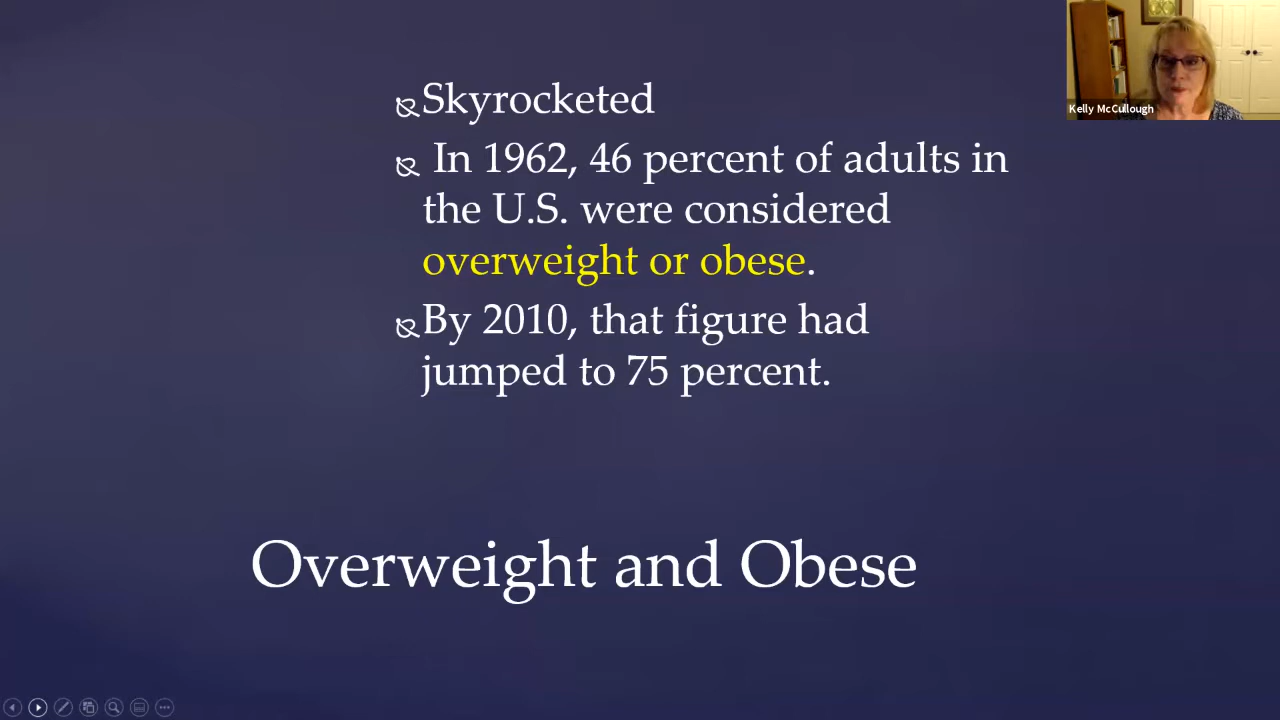 Kelly McCullough
Skyrocketed
In 1962, 46 percent of adults in
the U.S. were considered
overweight or obese.
By 2010, that figure had
jumped to 75 percent.
Overweight and Obese